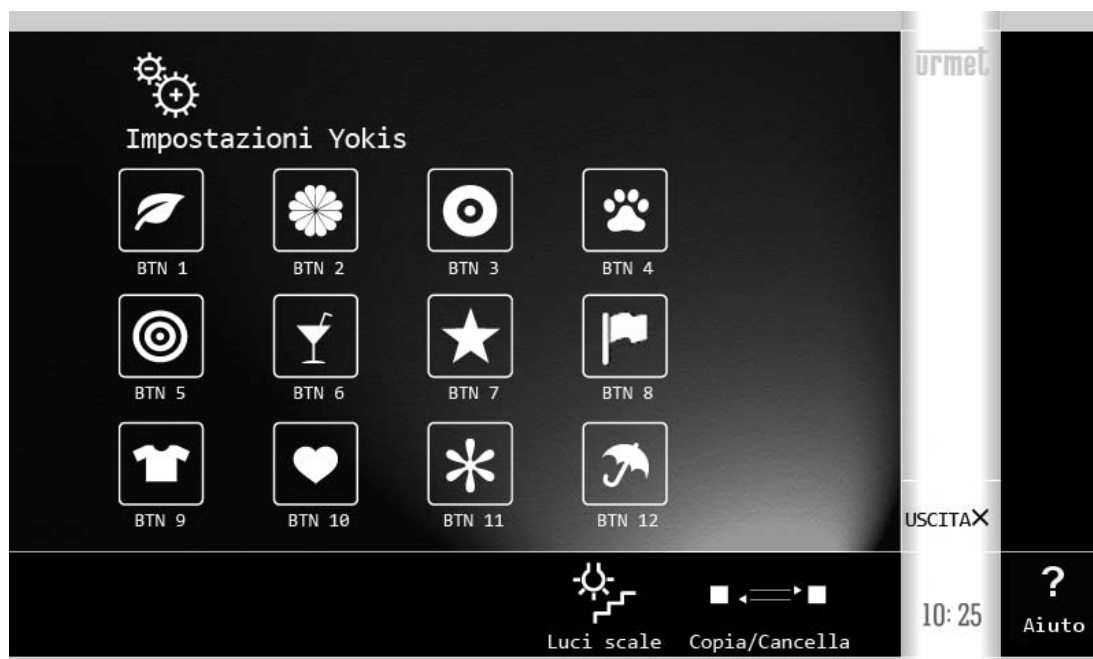 urmet
Impostazioni Yokis
BTN 1 BTN 2 BTN 3 BTN 4
BTN 5 BTN 6 BTN 7 BTN 8
BTN 9 BTN 10 BTN 11 BTN 12
USCITA X
Luci scale Copia/Cancella 10:25 ? Aiuto